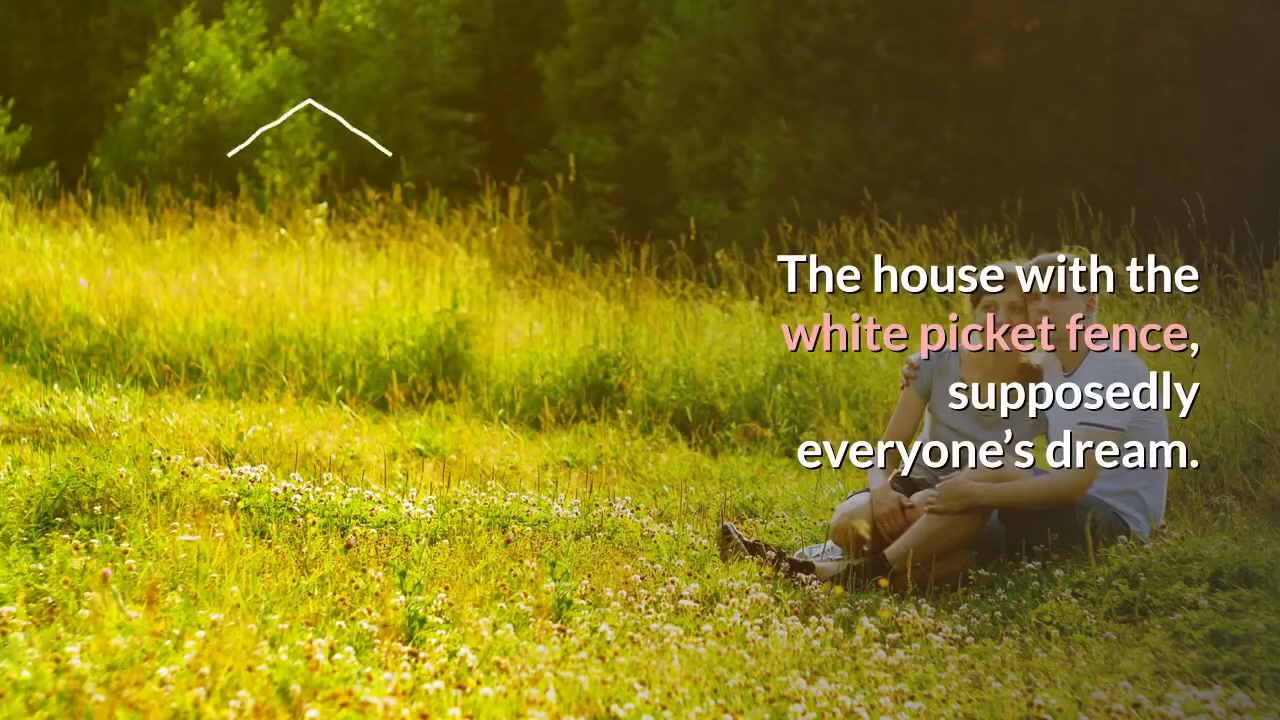 The house with the
white picket fence,
supposedly
everyone’s dream.